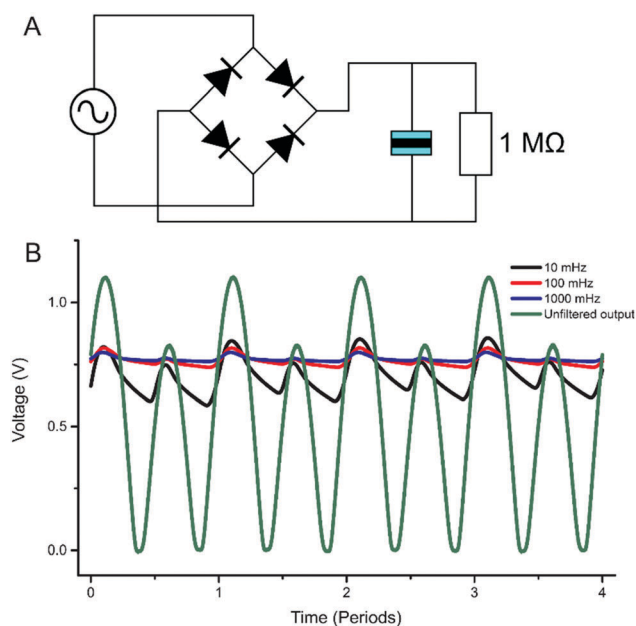 A
1 MΩ
B
10 mHz
100 mHz
1000 mHz
Unfiltered output
1.0
0.5
0.0
Voltage (V)
0 1 2 3 4
Time (Periods)